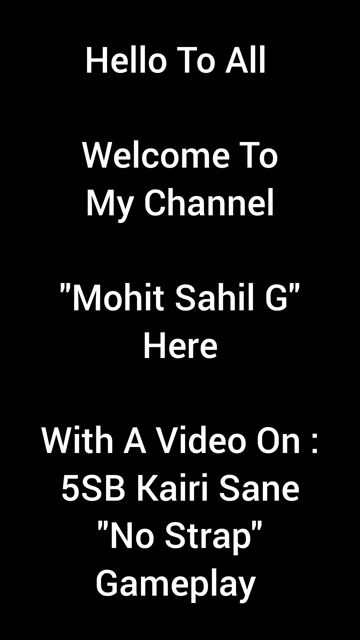 Hello To All
Welcome To
My Channel
"Mohit Sahil G"
Here
With A Video On :
5SB Kairi Sane
"No Strap"
Gameplay